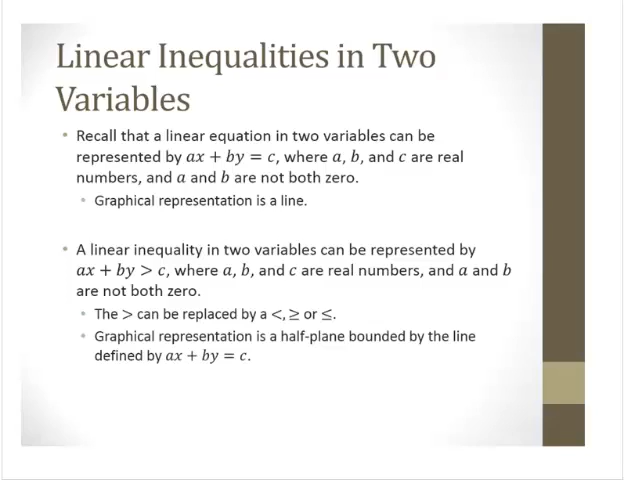 Linear Inequalities in Two
Variables
• Recall that a linear equation in two variables can be
represented by ax + by = c, where a, b, and c are real
numbers, and a and b are not both zero.
• Graphical representation is a line.
• A linear inequality in two variables can be represented by
ax + by > c, where a, b, and c are real numbers, and a and b
are not both zero.
• The > can be replaced by a <, ≥ or ≤.
• Graphical representation is a half-plane bounded by the line
defined by ax + by = c.